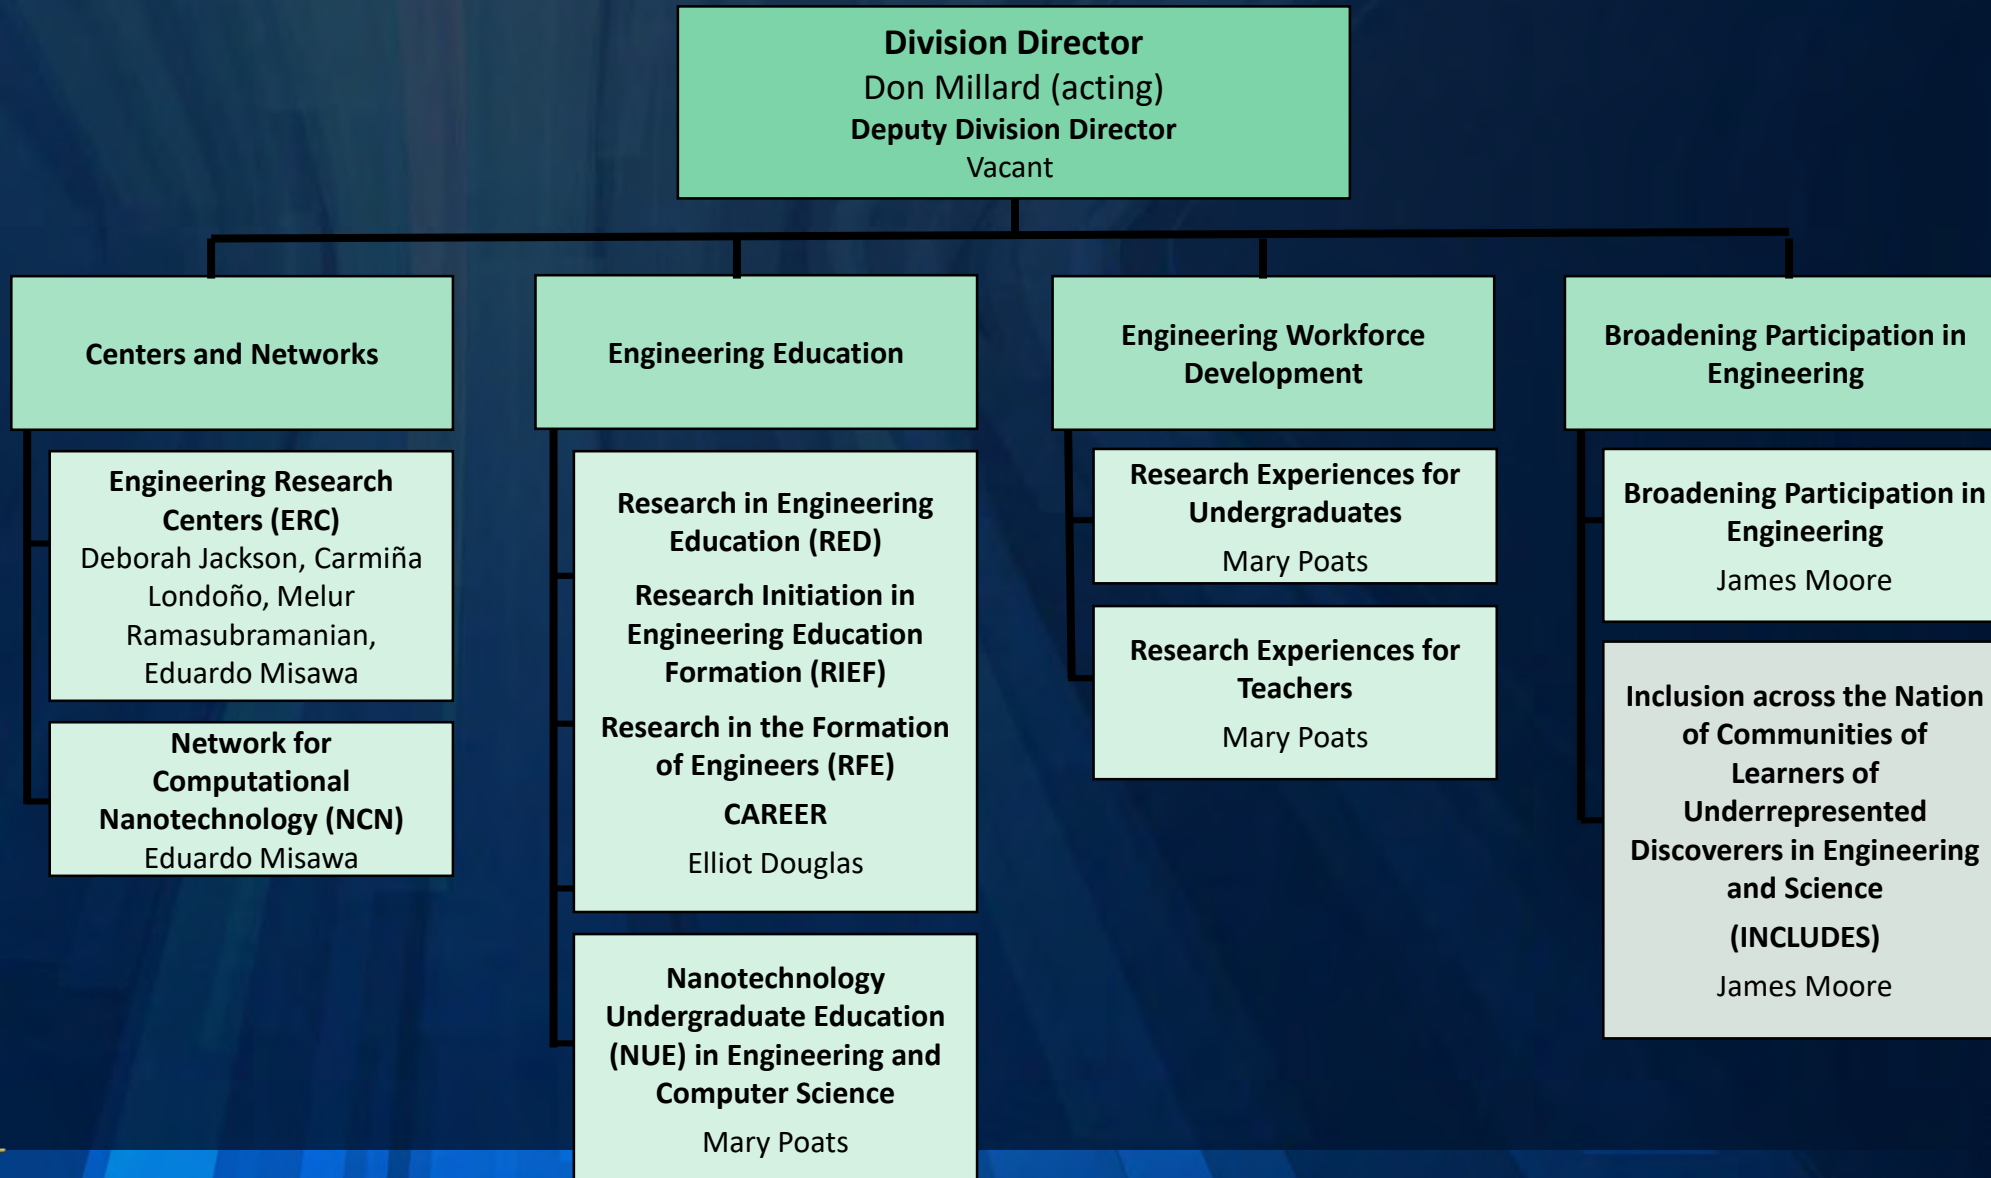 Division Director
Don Millard (acting)
Deputy Division Director
Vacant
Centers and Networks
Engineering Research
Centers (ERC)
Deborah Jackson, Carmiña
Londoño, Melur
Ramasubramanian,
Eduardo Misawa
Network for
Computational
Nanotechnology (NCN)
Eduardo Misawa
Engineering Education
Research in Engineering
Education (RED)
Research Initiation in
Engineering Education
Formation (RIEF)
Research in the Formation
of Engineers (RFE)
CAREER
Elliot Douglas
Nanotechnology
Undergraduate Education
(NUE) in Engineering and
Computer Science
Mary Poats
Engineering Workforce
Development
Research Experiences for
Undergraduates
Mary Poats
Research Experiences for
Teachers
Mary Poats
Broadening Participation in
Engineering
Broadening Participation in
Engineering
James Moore
Inclusion across the Nation
of Communities of
Learners of
Underrepresented
Discoverers in Engineering
and Science
(INCLUDES)
James Moore